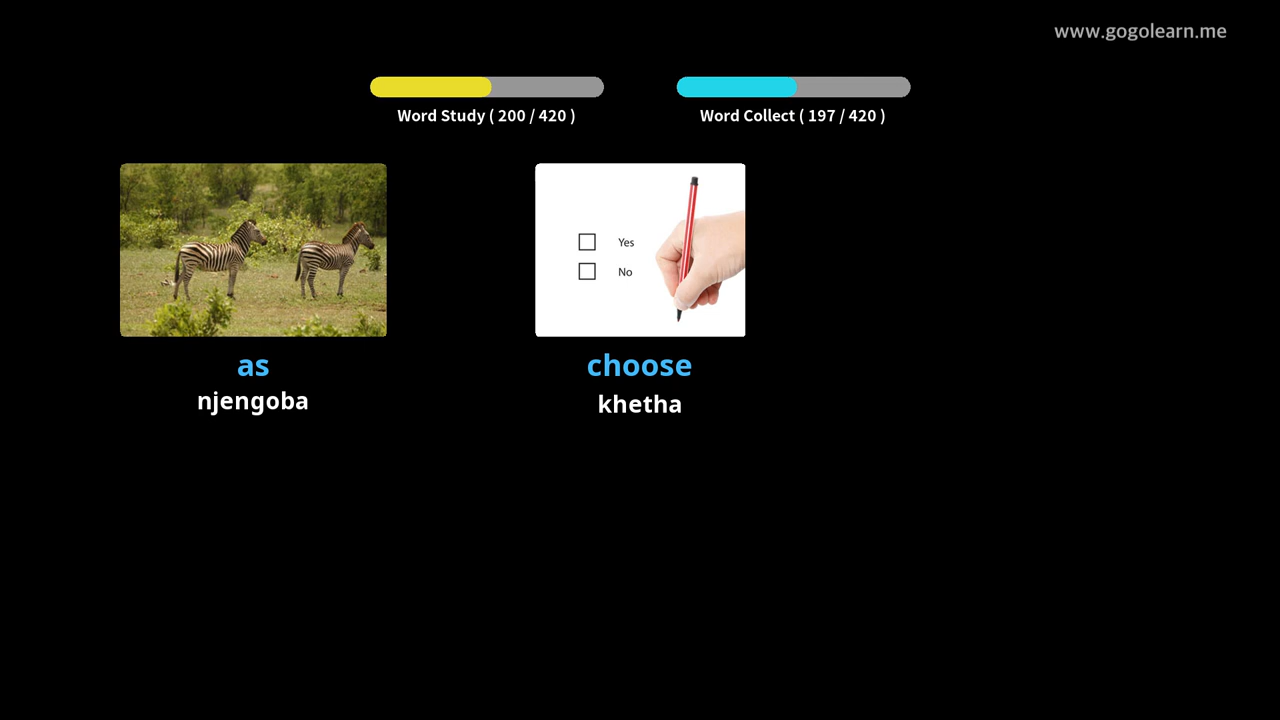 www.gogolearn.me
Word Study ( 200 / 420 )
Word Collect ( 197 / 420 )
Yes
No
as
njengoba
choose
khetha